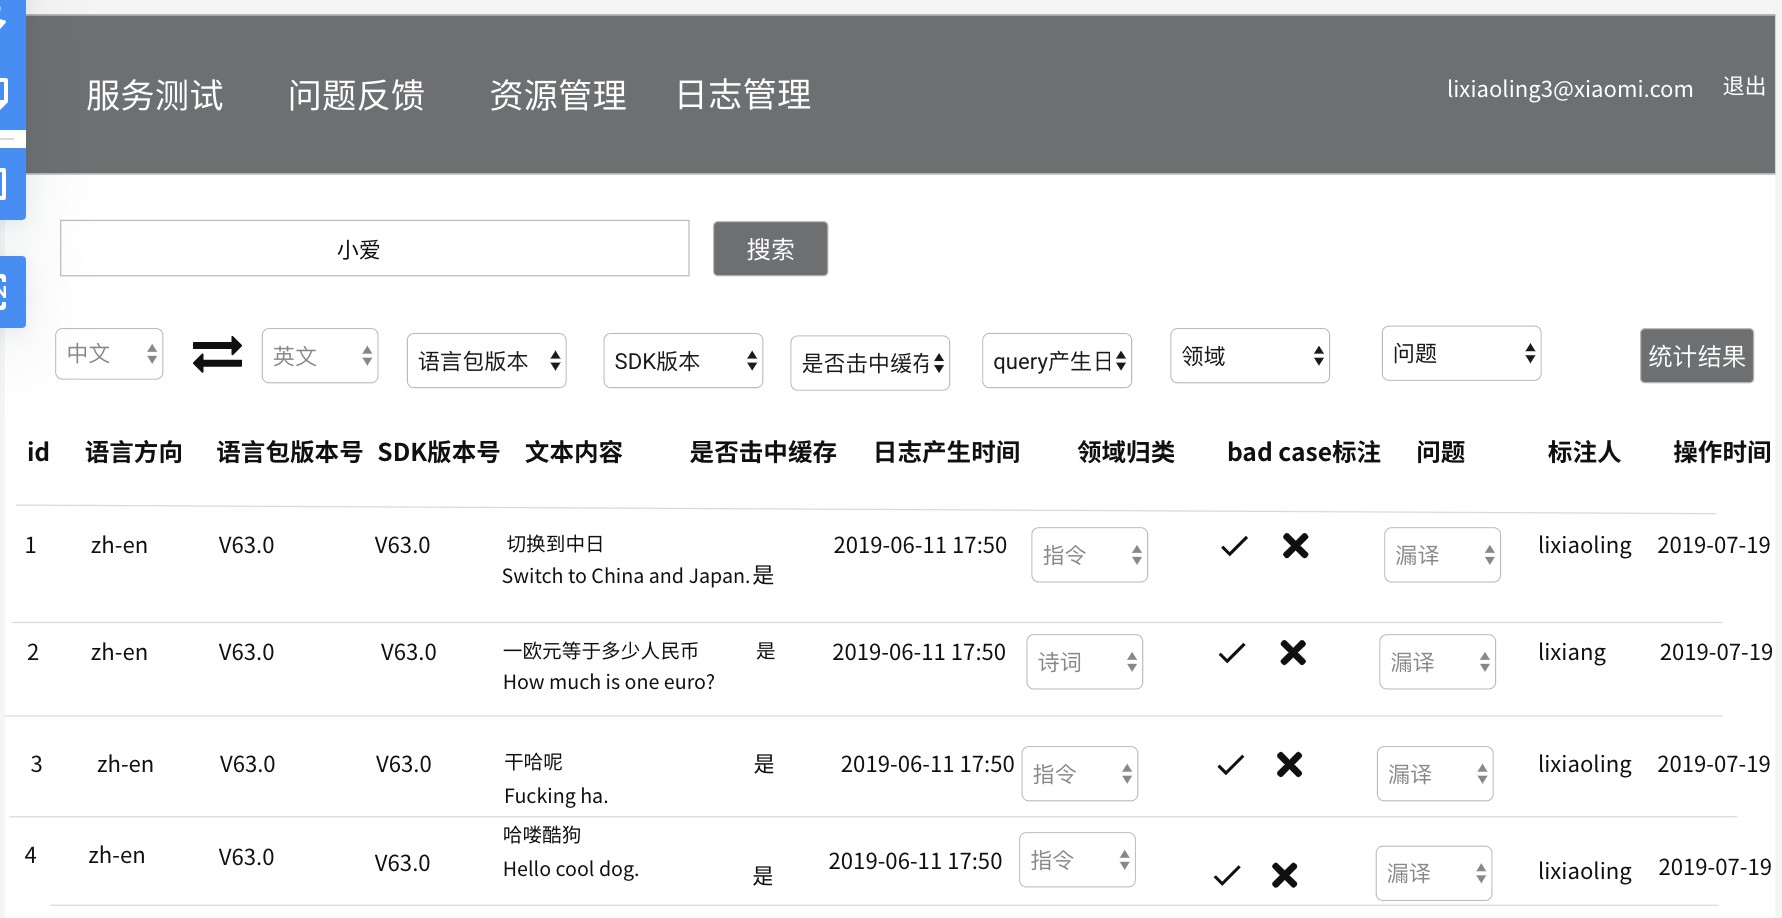 服务测试 问题反馈 资源管理 日志管理 lixiaoling3@xiaomi.com 退出
小爱 搜索
中文 英文 语言包版本 SDK版本 是否击中缓存 query产生日 领域 问题 统计结果
id 语言方向 语言包版本号 SDK版本号 文本内容 是否击中缓存 日志产生时间 领域归类 bad case标注 问题 标注人 操作时间
1 zh-en V63.0 V63.0 切换到中日 2019-06-11 17:50 指令 漏译 lixiaoling 2019-07-19
Switch to China and Japan. 是
2 zh-en V63.0 V63.0 一欧元等于多少人民币 是 2019-06-11 17:50 诗词 漏译 lixiang 2019-07-19
How much is one euro?
3 zh-en V63.0 V63.0 干哈呢 是 2019-06-11 17:50 指令 漏译 lixiaoling 2019-07-19
Fucking ha.
哈喽酷狗
4 zh-en V63.0 V63.0 Hello cool dog. 是 2019-06-11 17:50 指令 漏译 lixiaoling 2019-07-19